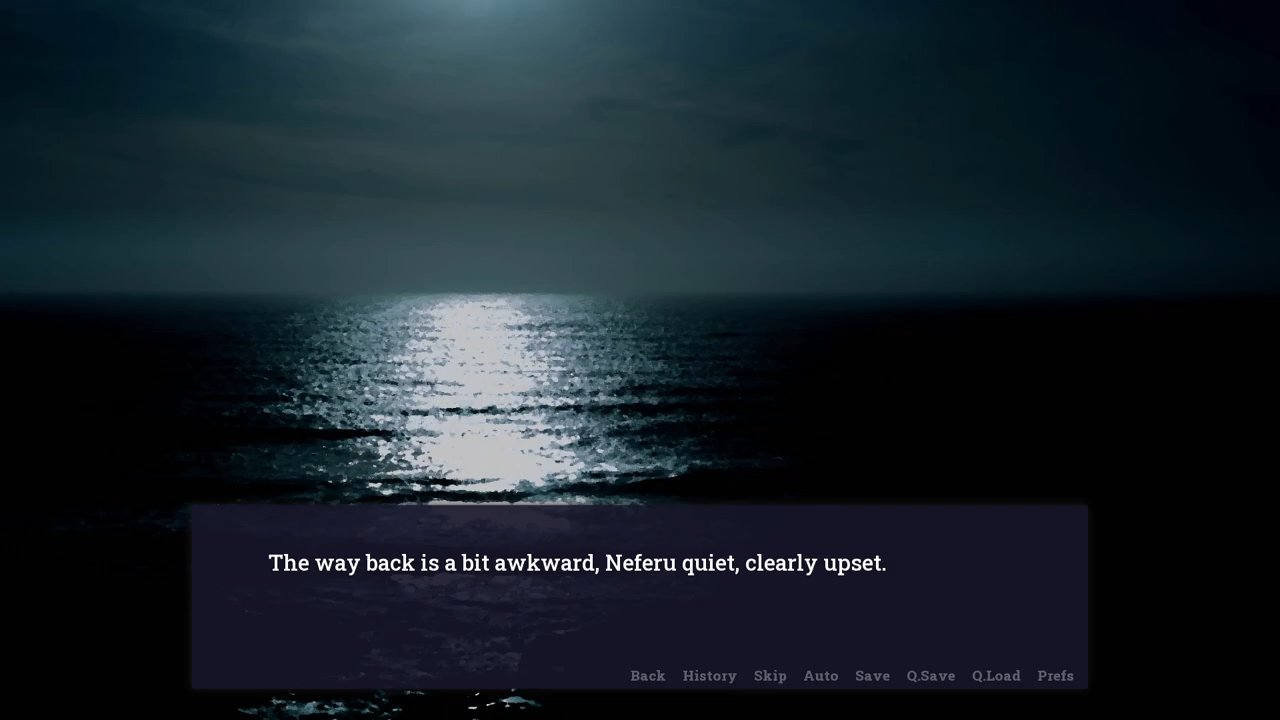 The way back is a bit awkward, Neferu quiet, clearly upset.
Back History Skip Auto Save Q.Save Q.Load Prefs